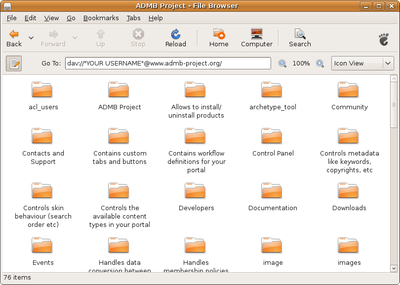 ADMB Project - File Browser
File Edit View Go Bookmarks Tabs Help
Back Forward Up Stop Reload Home Computer Search
Go To: dav://"YOUR USERNAME"@www.admb-project.org/ 100% Icon View
acl_users ADMB Project Allows to install/ archetype_tool Community
uninstall products
Contacts and Contains custom Contains workflow Control Panel Controls metadata
Support tabs and buttons definitions for your like keywords,
portal copyrights, etc
Controls skin Controls the Developers Documentation Downloads
behaviour (search available content
order etc) types in your portal
Events Handles data Handles image images
conversion between membership policies
76 items